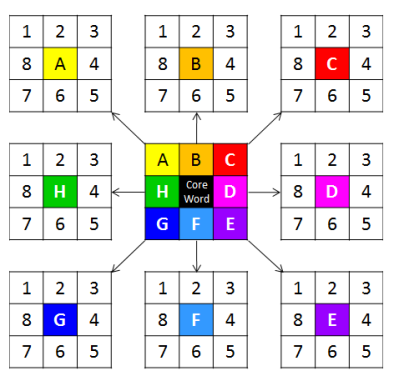 1 2 3
8 A 4
7 6 5
1 2 3
8 B 4
7 6 5
1 2 3
8 C 4
7 6 5
1 2 3
8 H 4
7 6 5
A B C
H Core Word D
G F E
1 2 3
8 D 4
7 6 5
1 2 3
8 G 4
7 6 5
1 2 3
8 F 4
7 6 5
1 2 3
8 E 4
7 6 5